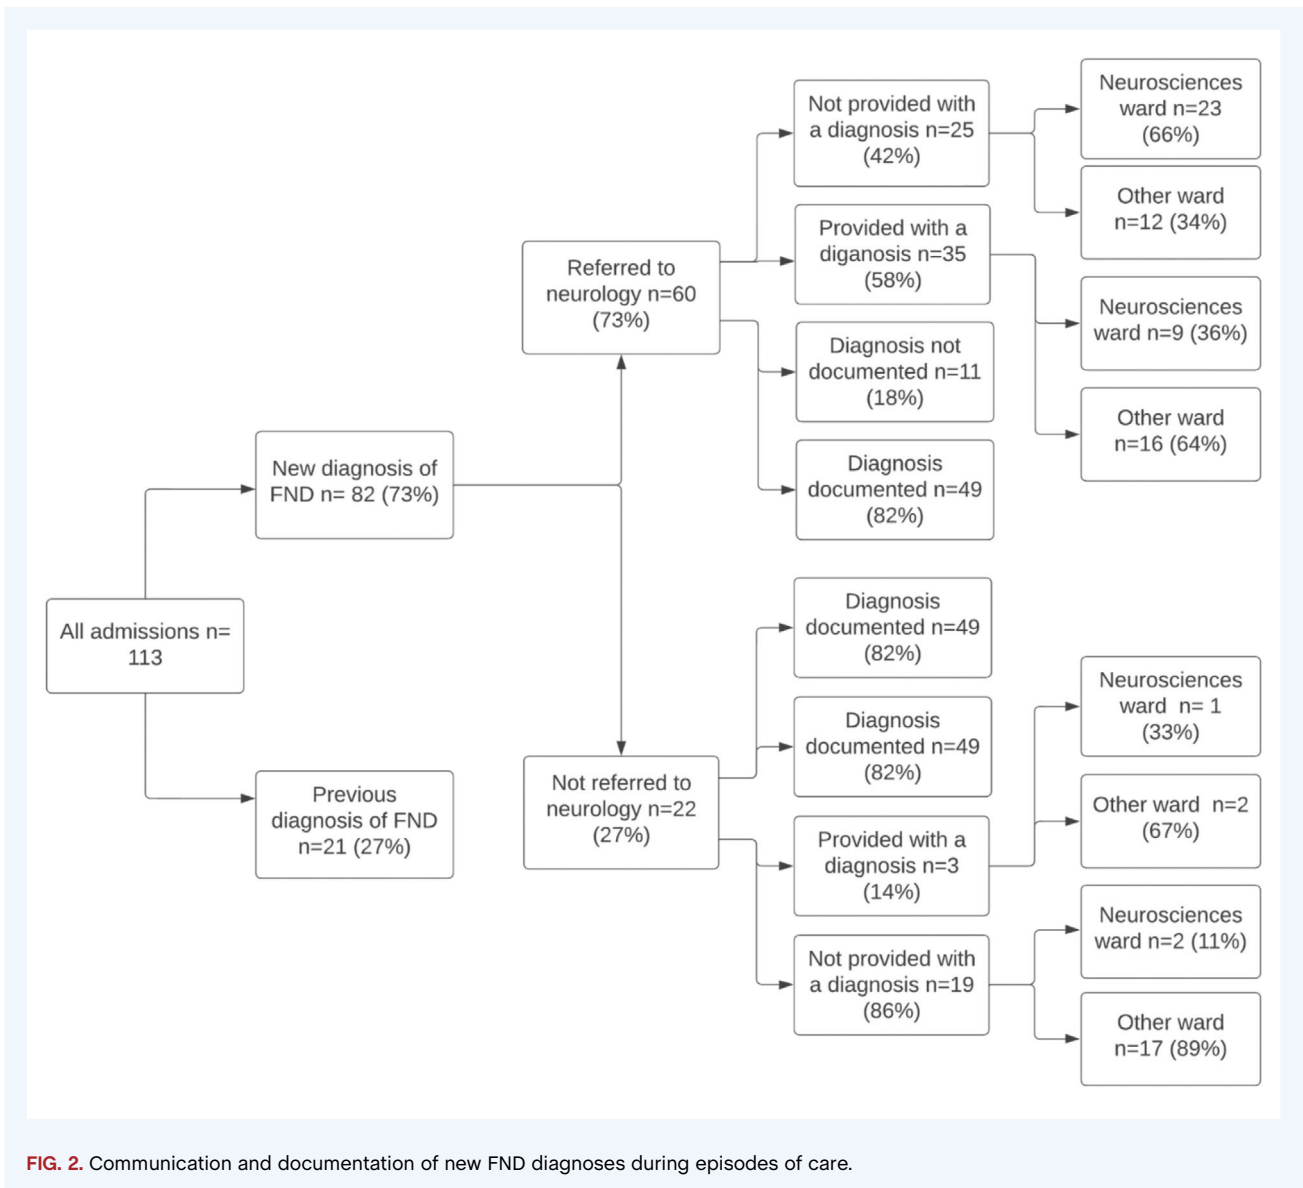 All admissions n=
113
New diagnosis of
FND n= 82 (73%)
Previous
diagnosis of FND
n=21 (27%)
Referred to
neurology n=60
(73%)
Not referred to
neurology n=22
(27%)
Not provided with
a diagnosis n=25
(42%)
Provided with a
diganosis n=35
(58%)
Diagnosis not
documented n=11
(18%)
Diagnosis
documented n=49
(82%)
Diagnosis
documented n=49
(82%)
Diagnosis
documented n=49
(82%)
Provided with a
diagnosis n=3
(14%)
Not provided with
a diagnosis n=19
(86%)
Neurosciences
ward n=23
(66%)
Other ward
n=12 (34%)
Neurosciences
ward n=9 (36%)
Other ward
n=16 (64%)
Neurosciences
ward n= 1
(33%)
Other ward n=2
(67%)
Neurosciences
ward n=2 (11%)
Other ward
n=17 (89%)
FIG. 2. Communication and documentation of new FND diagnoses during episodes of care.